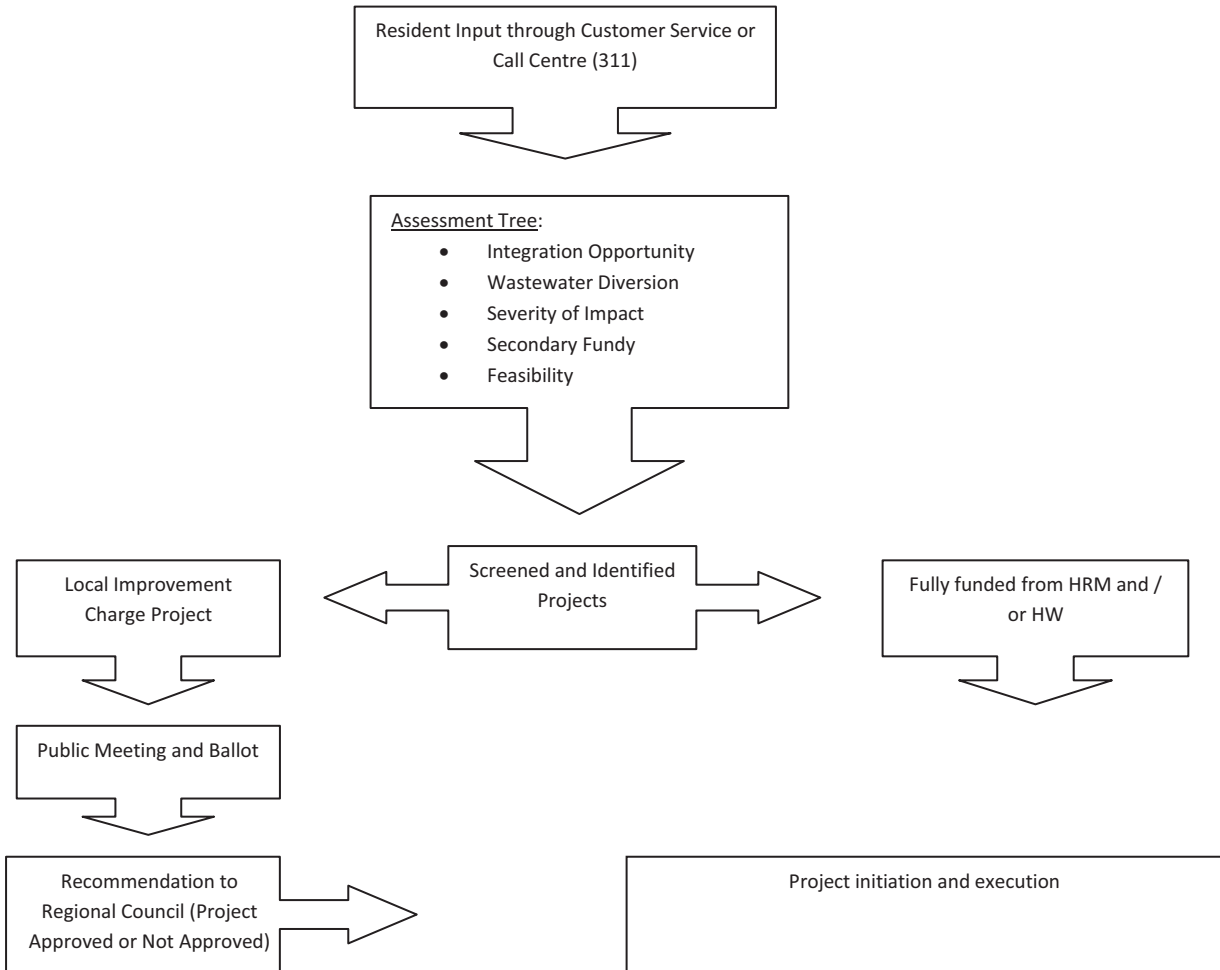 Resident Input through Customer Service or
Call Centre (311)
Assessment Tree:
• Integration Opportunity
• Wastewater Diversion
• Severity of Impact
• Secondary Fundy
• Feasibility
Screened and Identified
Projects
Local Improvement
Charge Project
Fully funded from HRM and /
or HW
Public Meeting and Ballot
Recommendation to
Regional Council (Project
Approved or Not Approved)
Project initiation and execution